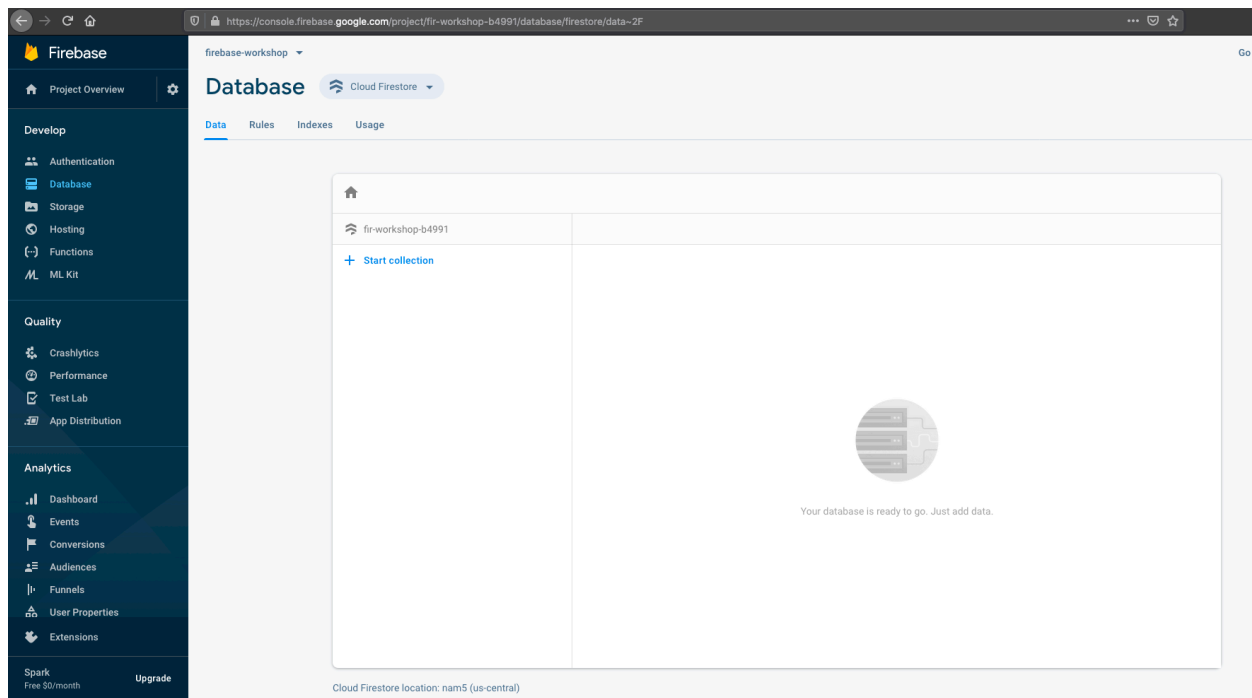 https://console.firebase.google.com/project/fir-workshop-b4991/database/firestore/data~2F
Firebase
Project Overview
Develop
Authentication
Database
Storage
Hosting
Functions
ML Kit
Quality
Crashlytics
Performance
Test Lab
App Distribution
Analytics
Dashboard
Events
Conversions
Audiences
Funnels
User Properties
Extensions
Spark
Free $0/month
Upgrade
firebase-workshop
Go
Database
Cloud Firestore
Data Rules Indexes Usage
fir-workshop-b4991
+ Start collection
Your database is ready to go. Just add data.
Cloud Firestore location: nam5 (us-central)